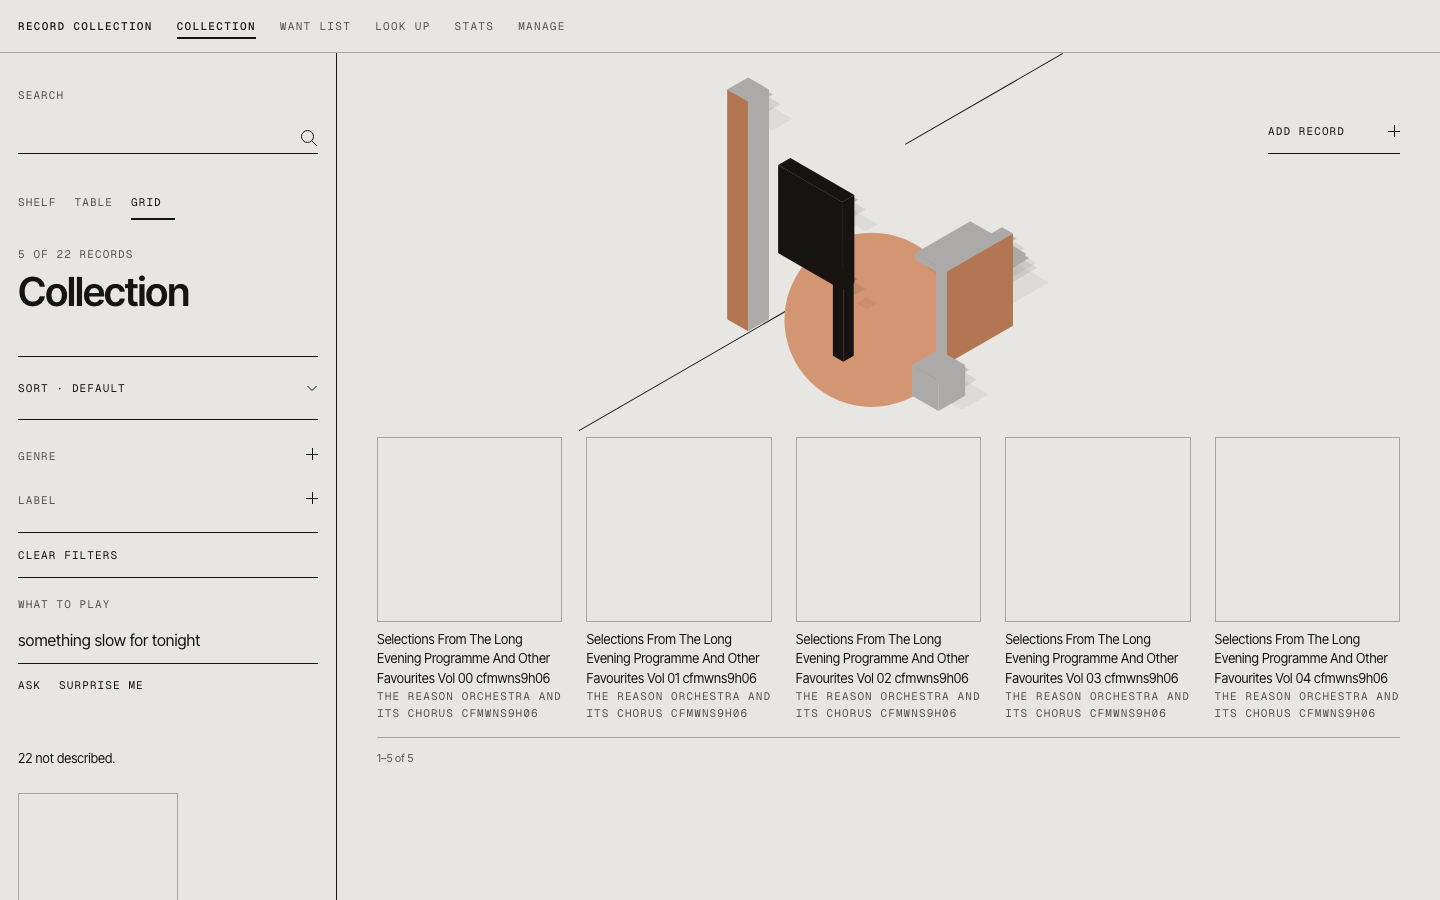 RECORD COLLECTION COLLECTION WANT LIST LOOK UP STATS MANAGE
SEARCH
ADD RECORD
SHELF TABLE GRID
5 OF 22 RECORDS
Collection
SORT · DEFAULT
GENRE
LABEL
CLEAR FILTERS
WHAT TO PLAY
something slow for tonight
ASK SURPRISE ME
22 not described.
Selections From The Long
Evening Programme And Other
Favourites Vol 00 cfmwns9h06
THE REASON ORCHESTRA AND
ITS CHORUS CFMWNS9H06
Selections From The Long
Evening Programme And Other
Favourites Vol 01 cfmwns9h06
THE REASON ORCHESTRA AND
ITS CHORUS CFMWNS9H06
Selections From The Long
Evening Programme And Other
Favourites Vol 02 cfmwns9h06
THE REASON ORCHESTRA AND
ITS CHORUS CFMWNS9H06
Selections From The Long
Evening Programme And Other
Favourites Vol 03 cfmwns9h06
THE REASON ORCHESTRA AND
ITS CHORUS CFMWNS9H06
Selections From The Long
Evening Programme And Other
Favourites Vol 04 cfmwns9h06
THE REASON ORCHESTRA AND
ITS CHORUS CFMWNS9H06
1–5 of 5